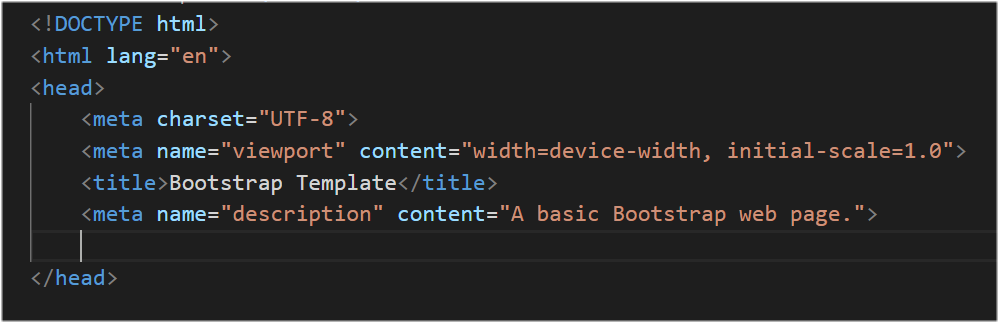 <!DOCTYPE html>
<html lang="en">
<head>
<meta charset="UTF-8">
<meta name="viewport" content="width=device-width, initial-scale=1.0">
<title>Bootstrap Template</title>
<meta name="description" content="A basic Bootstrap web page.">
</head>